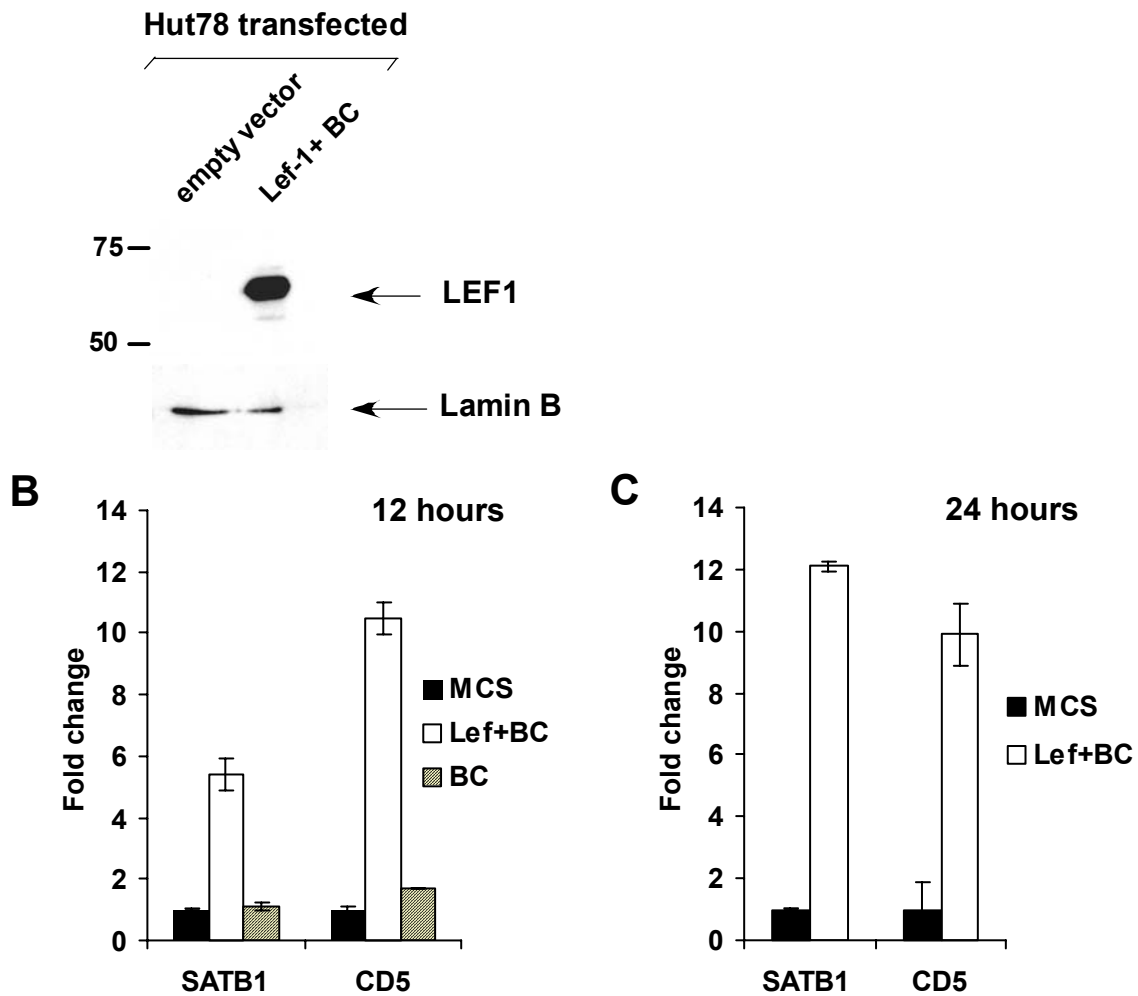 Hut78 transfected
empty vector
Lef-1+ BC
75
LEF1
50
Lamin B
B
12 hours
Fold change
14
12
10
8
6
4
2
0
MCS
Lef+BC
BC
SATB1 CD5
C
24 hours
Fold change
14
12
10
8
6
4
2
0
MCS
Lef+BC
SATB1 CD5